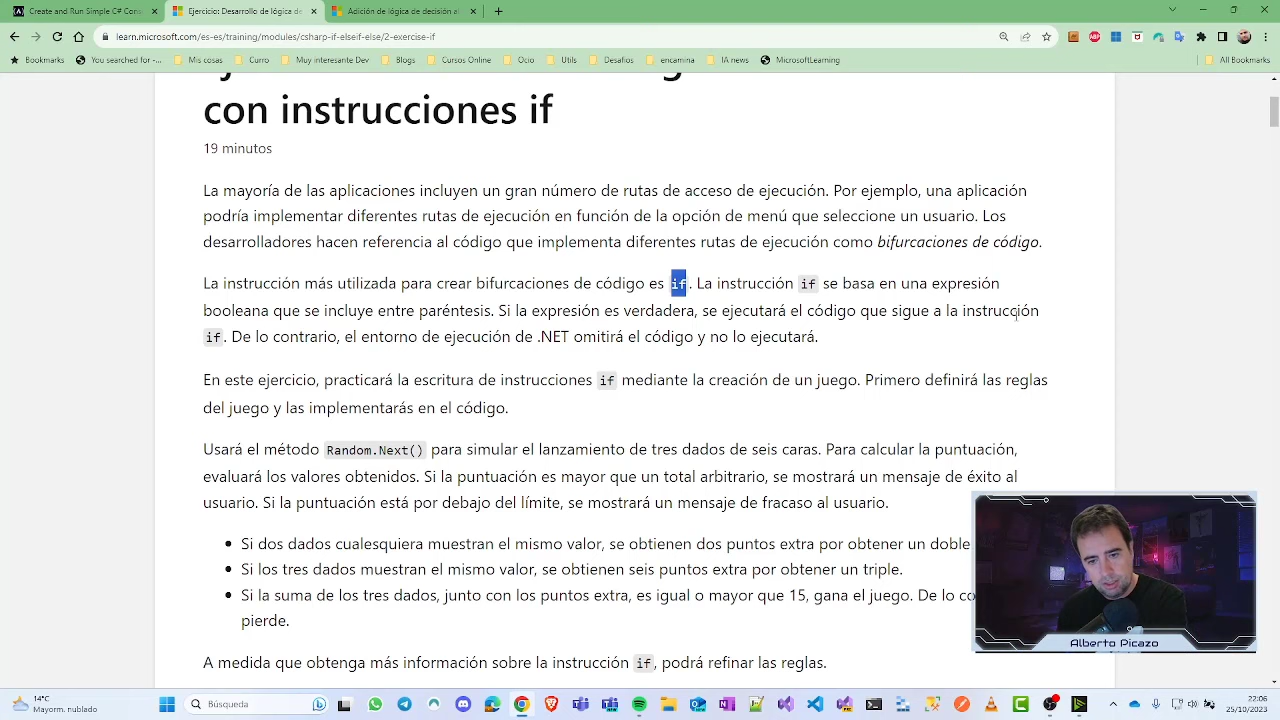 Create and Run Simple C# Cons
Ejercicio: Desarrollo de lógica de
Adición de lógica de decisión al
learn.microsoft.com/es-es/training/modules/csharp-if-elseif-else/2-exercise-if
Bookmarks
You searched for -...
Mis cosas
Curro
Muy interesante Dev
Blogs
Cursos Online
Ocio
Utils
Desafios
encamina
IA news
MicrosoftLearning
All Bookmarks
con instrucciones if
19 minutos
La mayoría de las aplicaciones incluyen un gran número de rutas de acceso de ejecución. Por ejemplo, una aplicación
podría implementar diferentes rutas de ejecución en función de la opción de menú que seleccione un usuario. Los
desarrolladores hacen referencia al código que implementa diferentes rutas de ejecución como bifurcaciones de código.
La instrucción más utilizada para crear bifurcaciones de código es if. La instrucción if se basa en una expresión
booleana que se incluye entre paréntesis. Si la expresión es verdadera, se ejecutará el código que sigue a la instrucción
if. De lo contrario, el entorno de ejecución de .NET omitirá el código y no lo ejecutará.
En este ejercicio, practicará la escritura de instrucciones if mediante la creación de un juego. Primero definirá las reglas
del juego y las implementarás en el código.
Usará el método Random.Next() para simular el lanzamiento de tres dados de seis caras. Para calcular la puntuación,
evaluará los valores obtenidos. Si la puntuación es mayor que un total arbitrario, se mostrará un mensaje de éxito al
usuario. Si la puntuación está por debajo del límite, se mostrará un mensaje de fracaso al usuario.
Si dos dados cualesquiera muestran el mismo valor, se obtienen dos puntos extra por obtener un doble
Si los tres dados muestran el mismo valor, se obtienen seis puntos extra por obtener un triple.
Si la suma de los tres dados, junto con los puntos extra, es igual o mayor que 15, gana el juego. De lo co
pierde.
A medida que obtenga más información sobre la instrucción if, podrá refinar las reglas.
Alberto Picazo
14°C
Mayorm. nublado
Búsqueda
22:06
25/10/2023